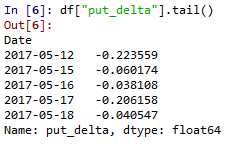 In [6]: df["put_delta"].tail()
Out[6]:
Date
2017-05-12   -0.223559
2017-05-15   -0.060174
2017-05-16   -0.038108
2017-05-17   -0.206158
2017-05-18   -0.040547
Name: put_delta, dtype: float64